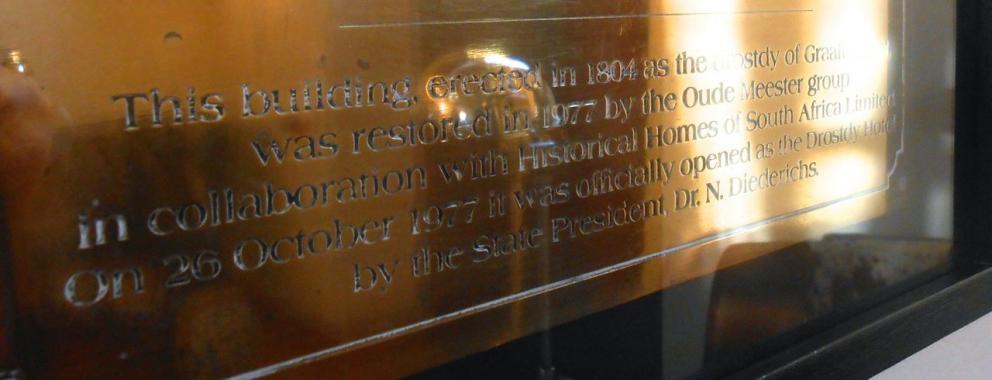 This building, erected in 1804 as the drostdy of Graaff
was restored in 1977 by the Oude Meester group
in collaboration with Historical Homes of South Africa Limited
On 26 October 1977 it was officially opened as the Drostdy Hotel
by the State President, Dr. N. Diederichs.